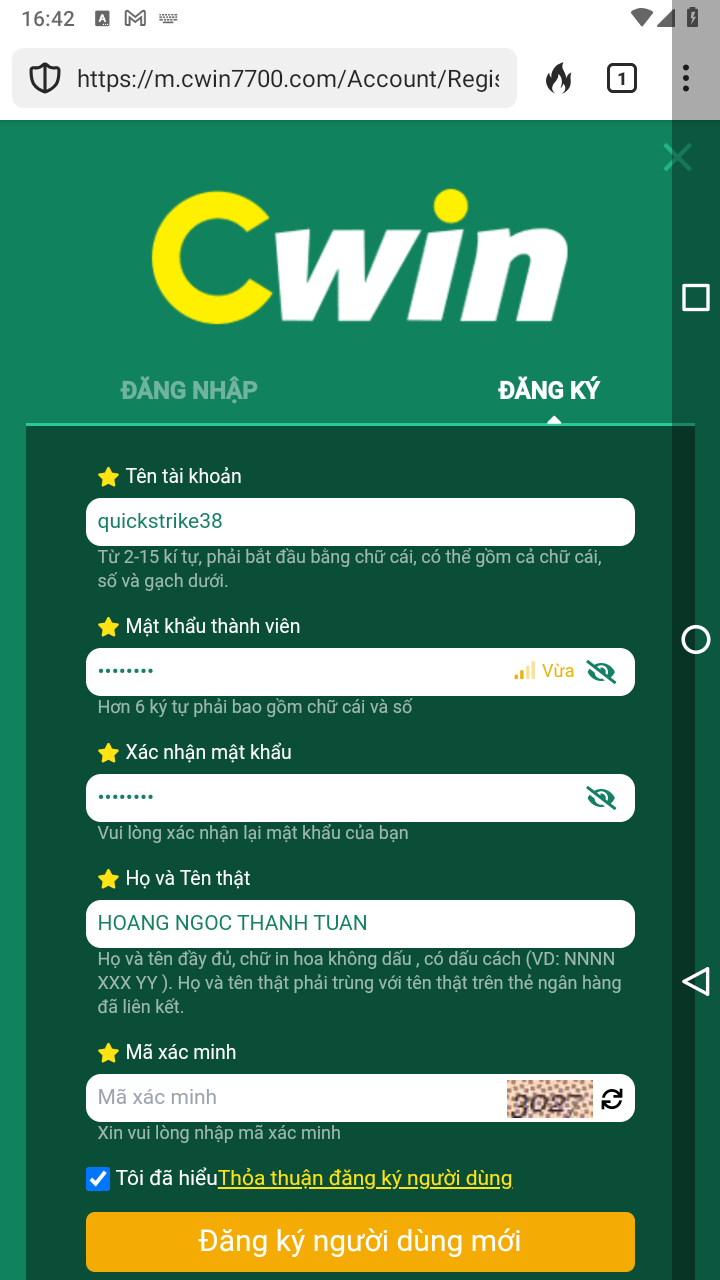 16:42
https://m.cwin7700.com/Account/Regis
1
Cwin
ĐĂNG NHẬP
ĐĂNG KÝ
Tên tài khoản
quickstrike38
Từ 2-15 kí tự, phải bắt đầu bằng chữ cái, có thể gồm cả chữ cái,
số và gạch dưới.
Mật khẩu thành viên
Vừa
Hơn 6 ký tự phải bao gồm chữ cái và số
Xác nhận mật khẩu
Vui lòng xác nhận lại mật khẩu của bạn
Họ và Tên thật
HOANG NGOC THANH TUAN
Họ và tên đầy đủ, chữ in hoa không dấu , có dấu cách (VD: NNNN
XXX YY ). Họ và tên thật phải trùng với tên thật trên thẻ ngân hàng
đã liên kết.
Mã xác minh
Mã xác minh
3027
Xin vui lòng nhập mã xác minh
Tôi đã hiểuThỏa thuận đăng ký người dùng
Đăng ký người dùng mới